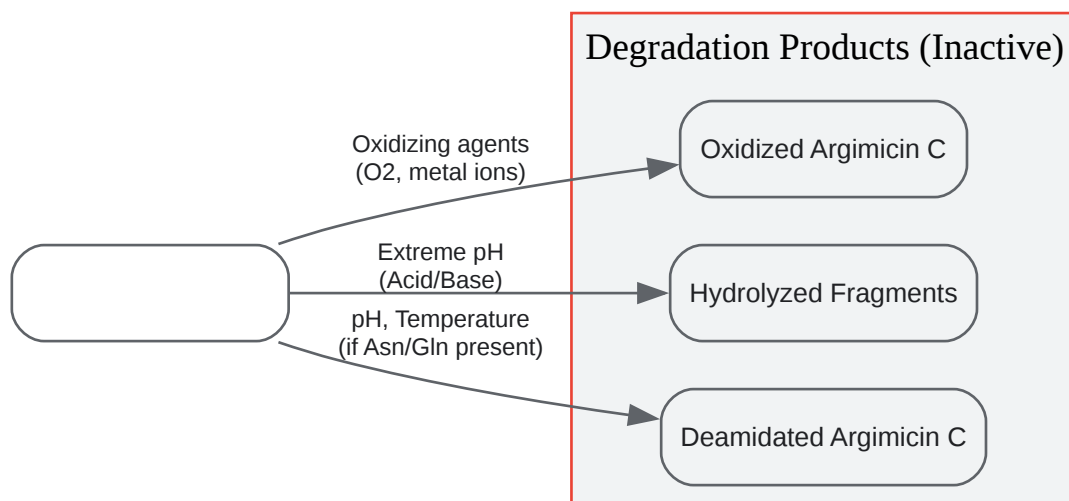 Degradation Products (Inactive)
Oxidizing agents
(O2, metal ions)
Oxidized Argimicin C
Extreme pH
(Acid/Base)
Hydrolyzed Fragments
pH, Temperature
(if Asn/Gln present)
Deamidated Argimicin C